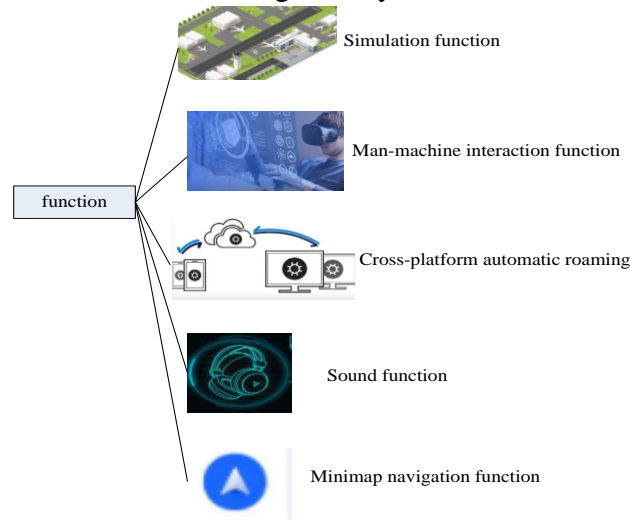 Simulation function
Man-machine interaction function
function
Cross-platform automatic roaming
Sound function
Minimap navigation function